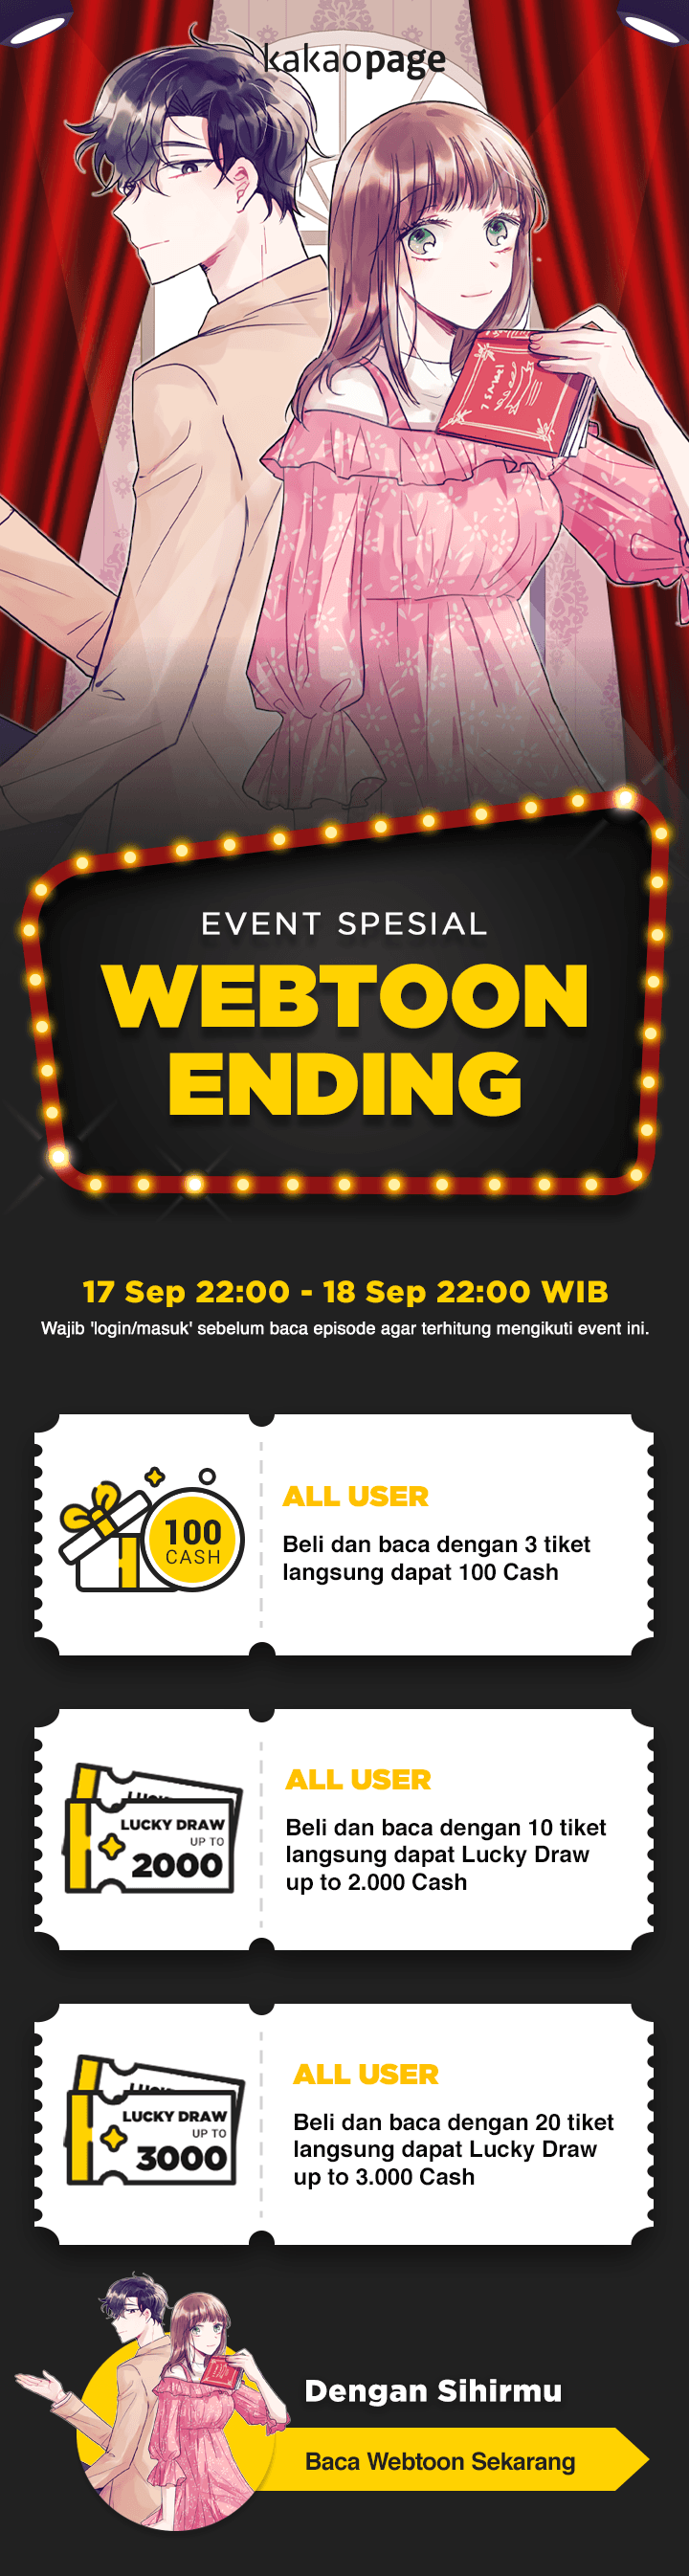 kakaopage
EVENT SPESIAL
WEBTOON
ENDING
17 Sep 22:00 - 18 Sep 22:00 WIB
Wajib 'login/masuk' sebelum baca episode agar terhitung mengikuti event ini.
100
CASH
ALL USER
Beli dan baca dengan 3 tiket
langsung dapat 100 Cash
LUCKY DRAW
UP TO
2000
ALL USER
Beli dan baca dengan 10 tiket
langsung dapat Lucky Draw
up to 2.000 Cash
LUCKY DRAW
UP TO
3000
ALL USER
Beli dan baca dengan 20 tiket
langsung dapat Lucky Draw
up to 3.000 Cash
Dengan Sihirmu
Baca Webtoon Sekarang